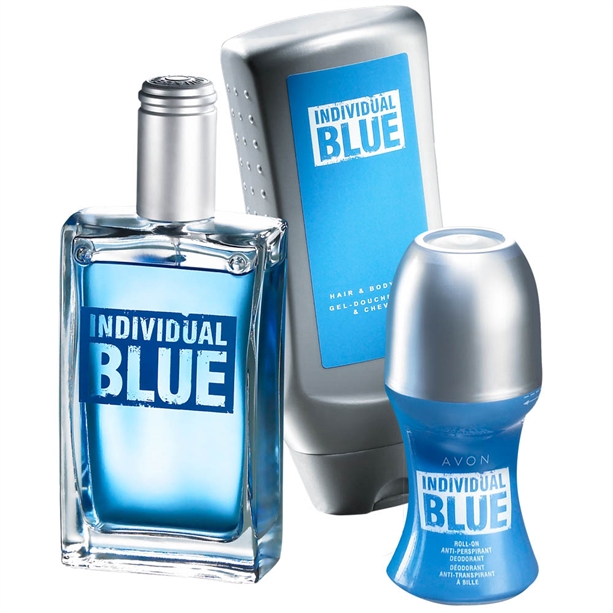 INDIVIDUAL
BLUE
INDIVIDUAL
BLUE
HAIR & BODY
GEL-DOUCHE
&
AVON
INDIVIDUAL
BLUE
ROLL-ON
ANTI-PERSPIRANT
DEODORANT
DÉODORANT
ANTI-TRANSPIRANT
À BILLE